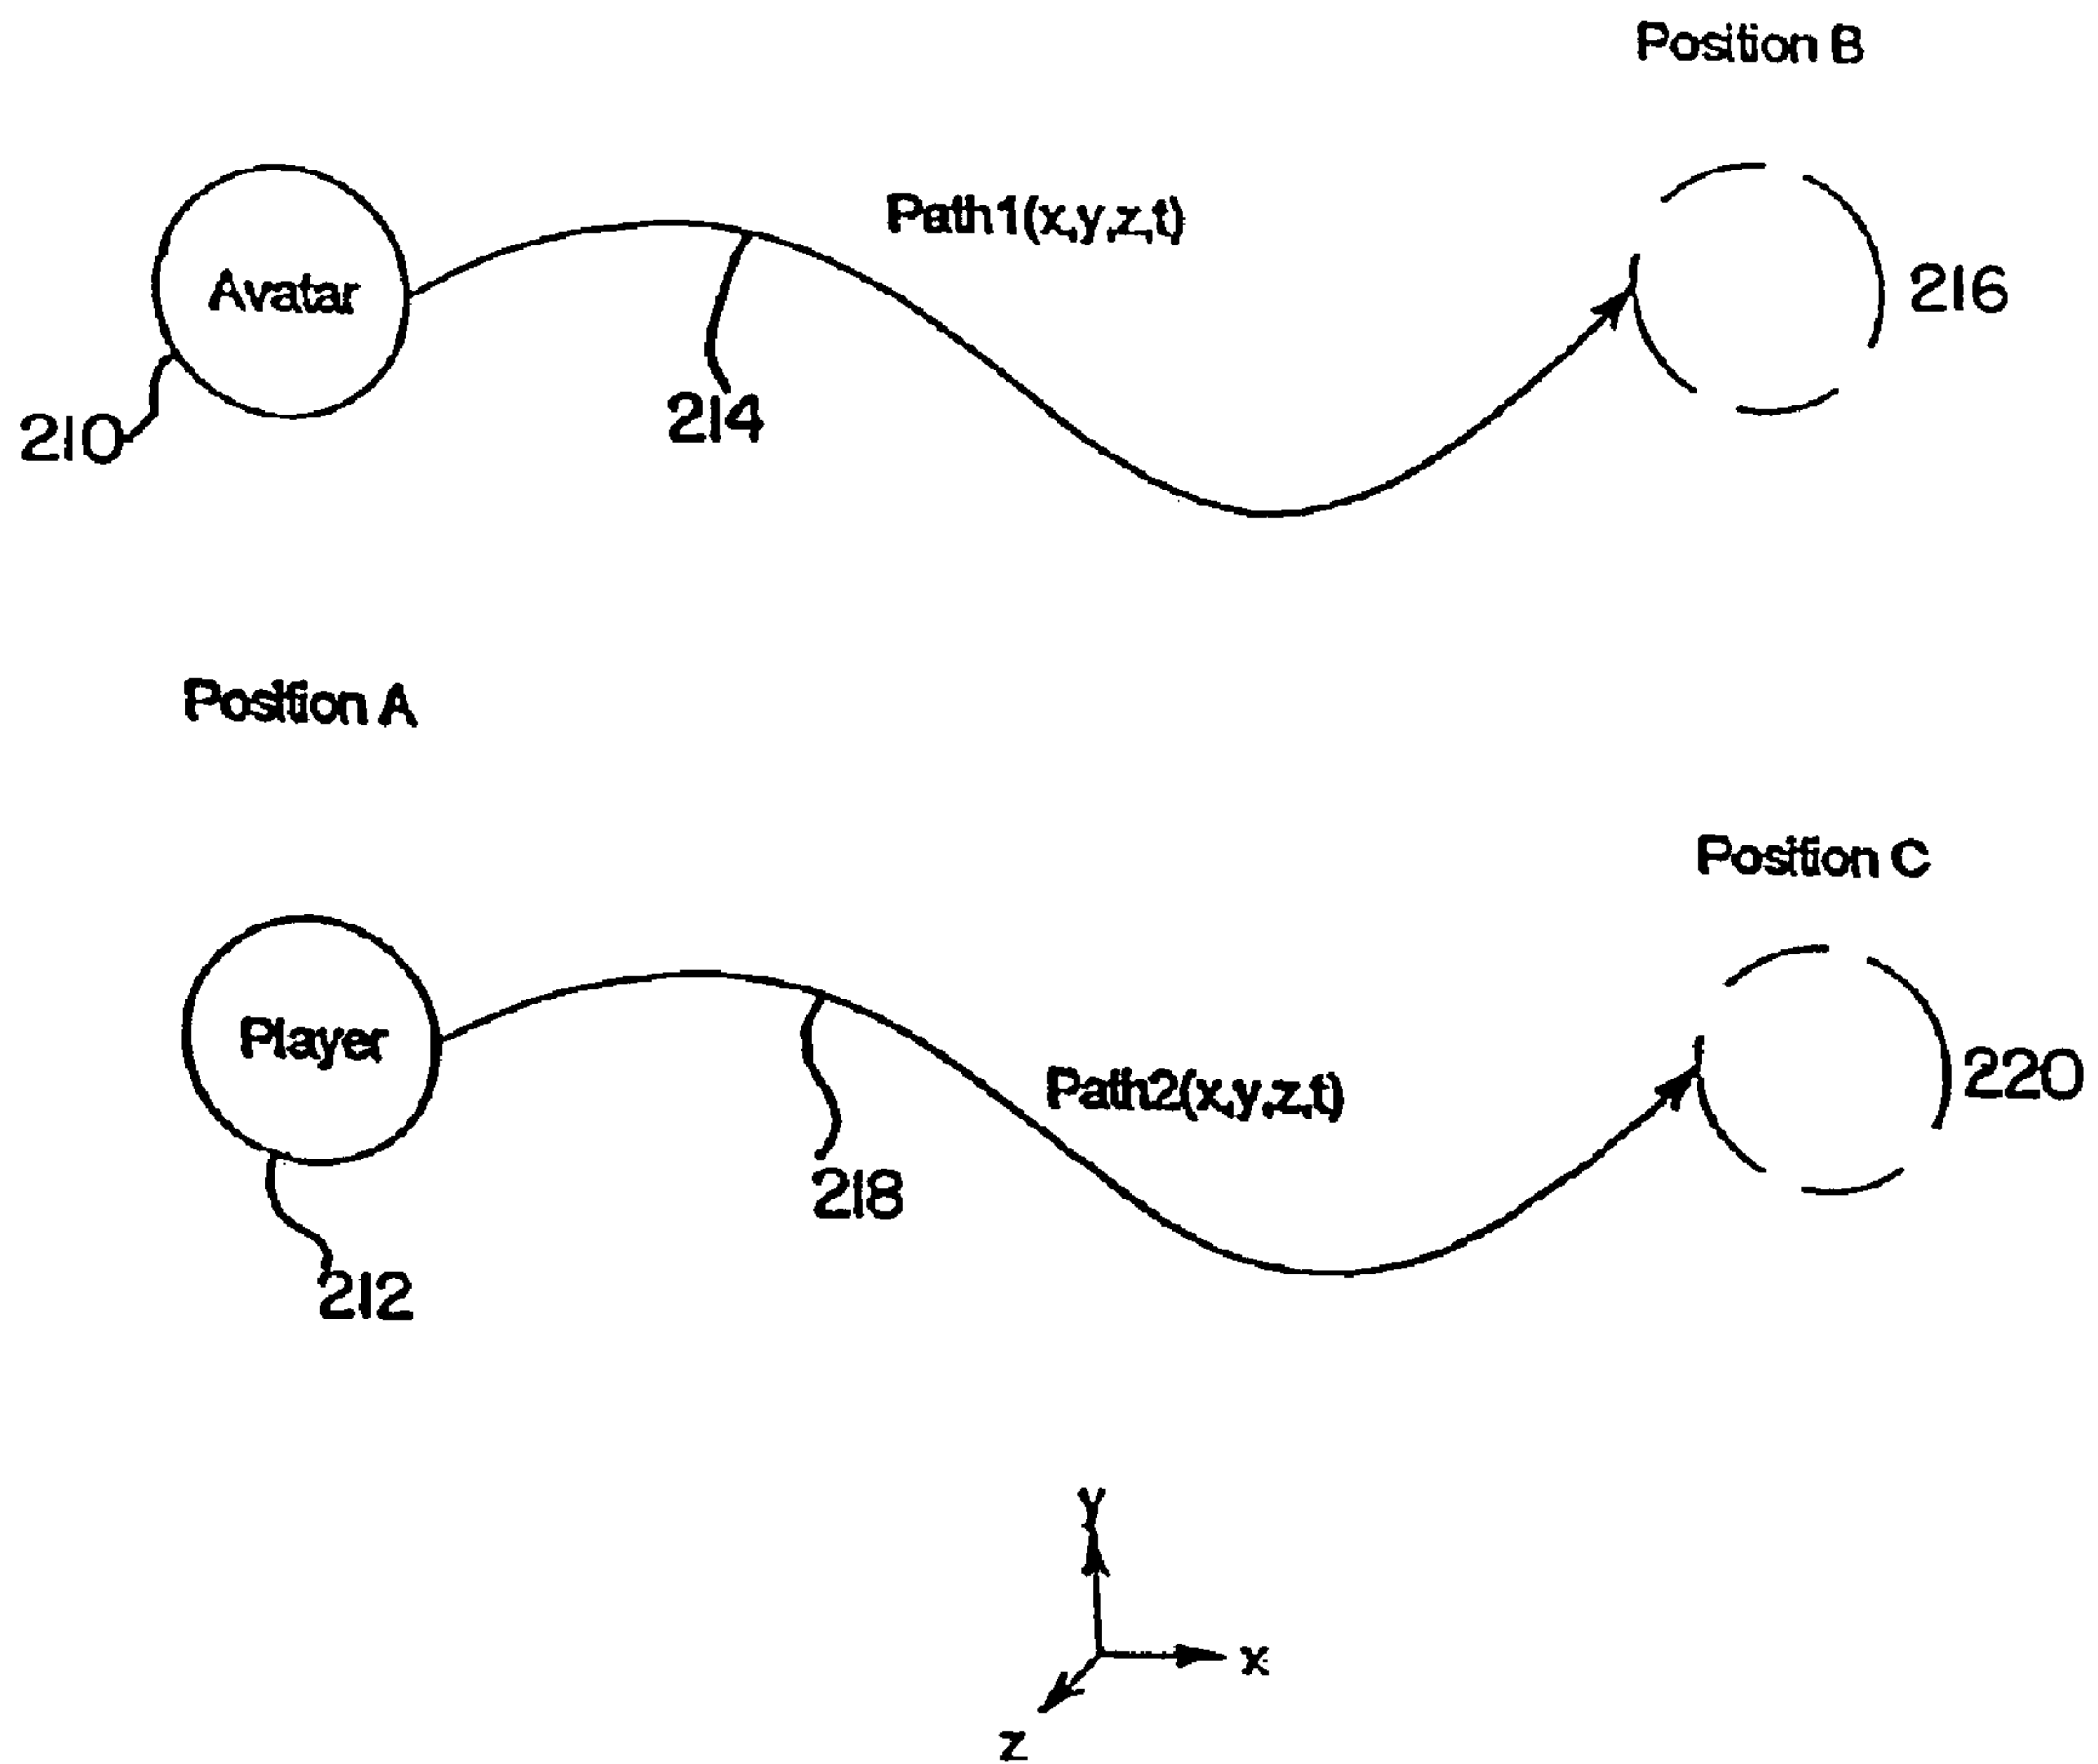 Position B
Path1(x,y,z,t)
Avatar
216
210
214
Position A
Position C
Player
Path2(x,y,z,t)
220
218
212
y
x
z